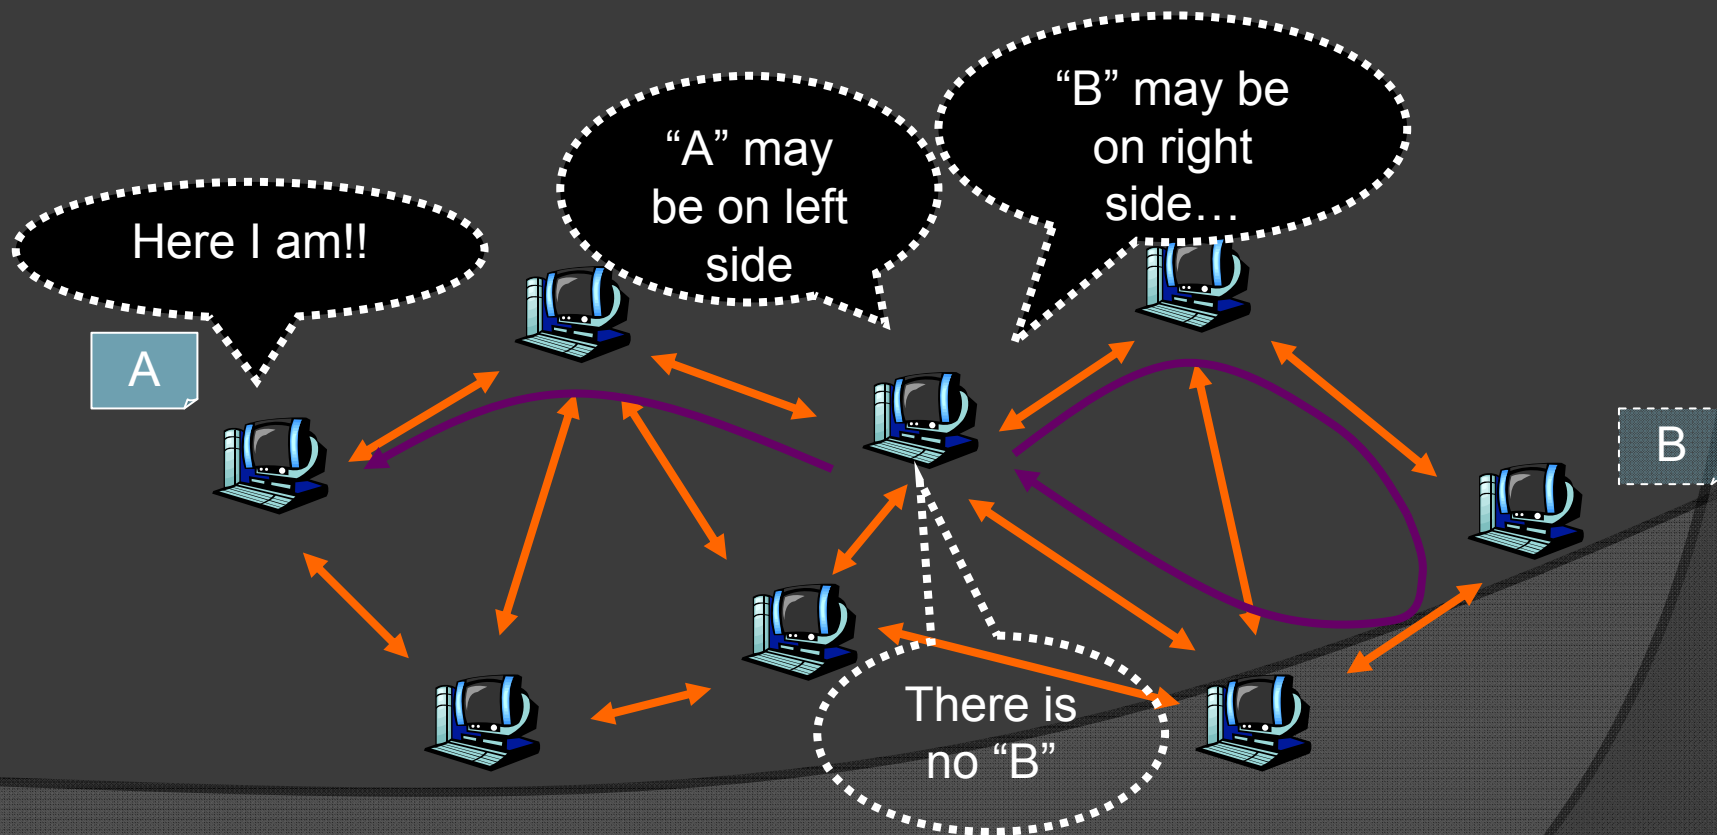 Here I am!!
A
“A” may
be on left
side
“B” may be
on right
side…
B
There is
no “B”